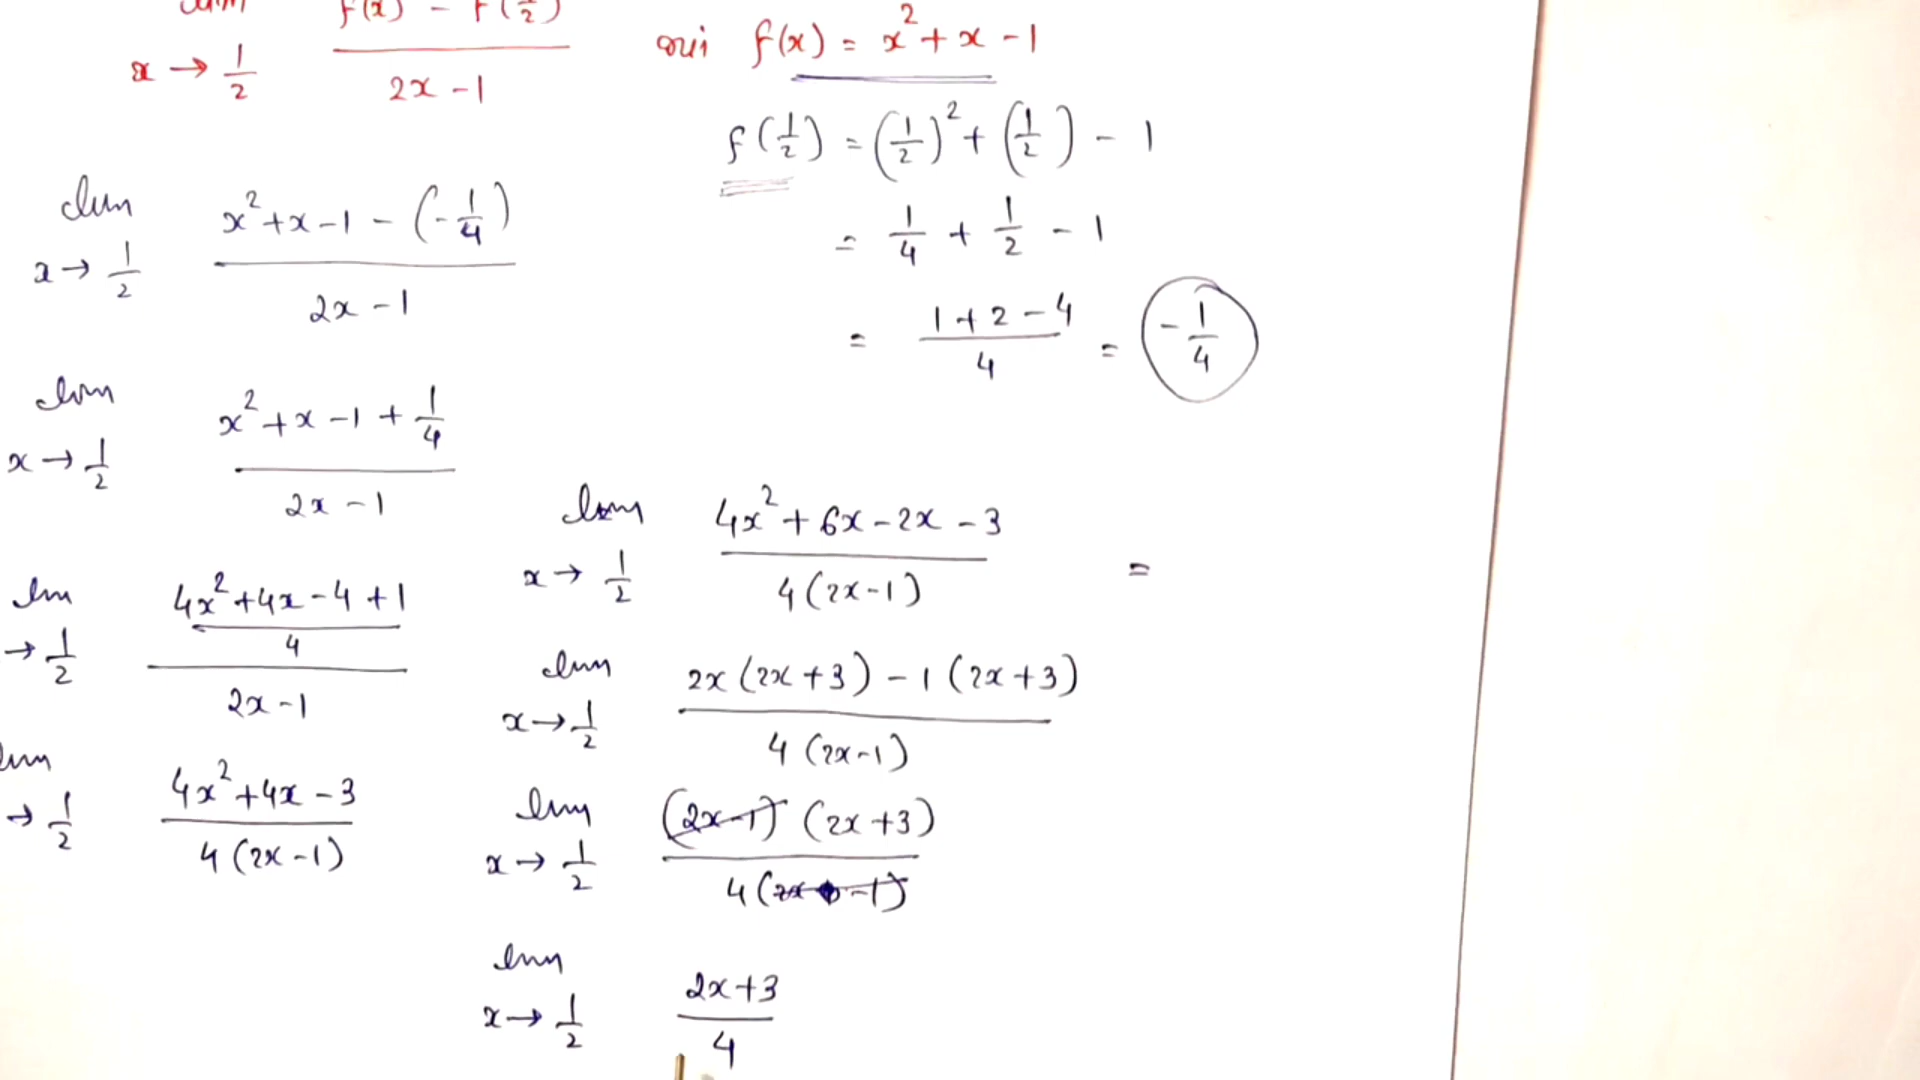 lim x → 1/2 (f(x) - f(1/2)) / (2x - 1) f(x) = x² + x - 1
f(1/2) = (1/2)² + (1/2) - 1
= 1/4 + 1/2 - 1
= (1 + 2 - 4) / 4 = -1/4
lim x → 1/2 (x² + x - 1 - (-1/4)) / (2x - 1)
lim x → 1/2 (x² + x - 1 + 1/4) / (2x - 1)
lim → 1/2 ((4x² + 4x - 4 + 1) / 4) / (2x - 1)
lim → 1/2 (4x² + 4x - 3) / (4(2x - 1))
lim x → 1/2 (4x² + 6x - 2x - 3) / (4(2x - 1)) =
lim x → 1/2 (2x(2x + 3) - 1(2x + 3)) / (4(2x - 1))
lim x → 1/2 ((2x - 1)(2x + 3)) / (4(2x - 1))
lim x → 1/2 (2x + 3) / 4